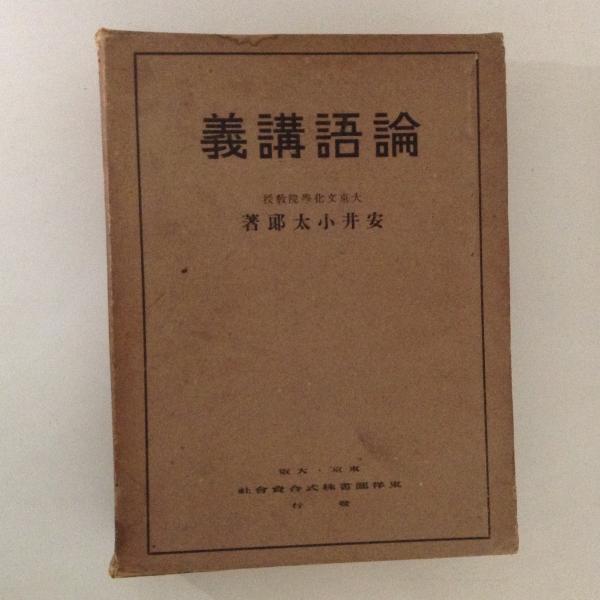 論語講義
大東文化學院教授
安井小太郎著
東京・大阪
東洋圖書株式合資會社
發行